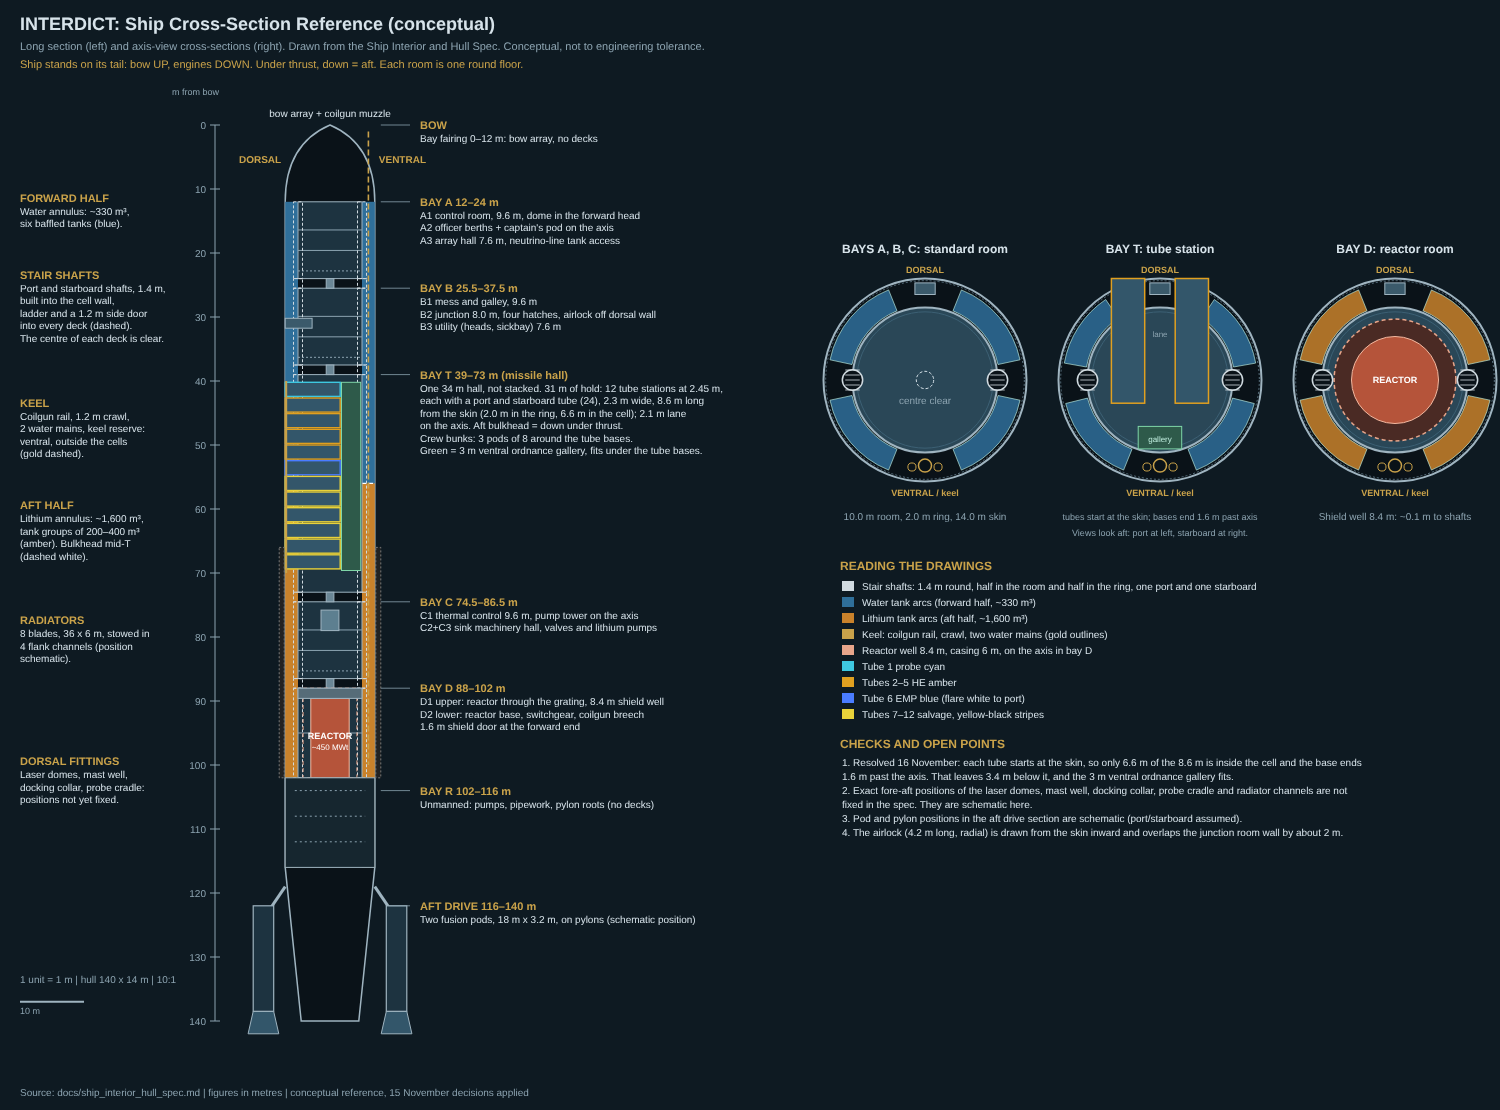 INTERDICT: Ship Cross-Section Reference (conceptual)
Long section (left) and axis-view cross-sections (right). Drawn from the Ship Interior and Hull Spec. Conceptual, not to engineering tolerance.
Ship stands on its tail: bow UP, engines DOWN. Under thrust, down = aft. Each room is one round floor.
m from bow
0
10
20
30
40
50
60
70
80
90
100
110
120
130
140
FORWARD HALF
Water annulus: ~330 m³,
six baffled tanks (blue).
STAIR SHAFTS
Port and starboard shafts, 1.4 m,
built into the cell wall,
ladder and a 1.2 m side door
into every deck (dashed).
The centre of each deck is clear.
KEEL
Coilgun rail, 1.2 m crawl,
2 water mains, keel reserve:
ventral, outside the cells
(gold dashed).
AFT HALF
Lithium annulus: ~1,600 m³,
tank groups of 200–400 m³
(amber). Bulkhead mid-T
(dashed white).
RADIATORS
8 blades, 36 x 6 m, stowed in
4 flank channels (position
schematic).
DORSAL FITTINGS
Laser domes, mast well,
docking collar, probe cradle:
positions not yet fixed.
1 unit = 1 m | hull 140 x 14 m | 10:1
10 m
bow array + coilgun muzzle
DORSAL
VENTRAL
REACTOR
~450 MWt
BOW
Bay fairing 0–12 m: bow array, no decks
BAY A 12–24 m
A1 control room, 9.6 m, dome in the forward head
A2 officer berths + captain's pod on the axis
A3 array hall 7.6 m, neutrino-line tank access
BAY B 25.5–37.5 m
B1 mess and galley, 9.6 m
B2 junction 8.0 m, four hatches, airlock off dorsal wall
B3 utility (heads, sickbay) 7.6 m
BAY T 39–73 m (missile hall)
One 34 m hall, not stacked. 31 m of hold: 12 tube stations at 2.45 m,
each with a port and starboard tube (24), 2.3 m wide, 8.6 m long
from the skin (2.0 m in the ring, 6.6 m in the cell); 2.1 m lane
on the axis. Aft bulkhead = down under thrust.
Crew bunks: 3 pods of 8 around the tube bases.
Green = 3 m ventral ordnance gallery, fits under the tube bases.
BAY C 74.5–86.5 m
C1 thermal control 9.6 m, pump tower on the axis
C2+C3 sink machinery hall, valves and lithium pumps
BAY D 88–102 m
D1 upper: reactor through the grating, 8.4 m shield well
D2 lower: reactor base, switchgear, coilgun breech
1.6 m shield door at the forward end
BAY R 102–116 m
Unmanned: pumps, pipework, pylon roots (no decks)
AFT DRIVE 116–140 m
Two fusion pods, 18 m x 3.2 m, on pylons (schematic position)
BAYS A, B, C: standard room
DORSAL
centre clear
VENTRAL / keel
10.0 m room, 2.0 m ring, 14.0 m skin
BAY T: tube station
DORSAL
lane
gallery
VENTRAL / keel
tubes start at the skin; bases end 1.6 m past axis
Views look aft: port at left, starboard at right.
BAY D: reactor room
DORSAL
REACTOR
VENTRAL / keel
Shield well 8.4 m: ~0.1 m to shafts
READING THE DRAWINGS
Stair shafts: 1.4 m round, half in the room and half in the ring, one port and one starboard
Water tank arcs (forward half, ~330 m³)
Lithium tank arcs (aft half, ~1,600 m³)
Keel: coilgun rail, crawl, two water mains (gold outlines)
Reactor well 8.4 m, casing 6 m, on the axis in bay D
Tube 1 probe cyan
Tubes 2–5 HE amber
Tube 6 EMP blue (flare white to port)
Tubes 7–12 salvage, yellow-black stripes
CHECKS AND OPEN POINTS
1. Resolved 16 November: each tube starts at the skin, so only 6.6 m of the 8.6 m is inside the cell and the base ends
1.6 m past the axis. That leaves 3.4 m below it, and the 3 m ventral ordnance gallery fits.
2. Exact fore-aft positions of the laser domes, mast well, docking collar, probe cradle and radiator channels are not
fixed in the spec. They are schematic here.
3. Pod and pylon positions in the aft drive section are schematic (port/starboard assumed).
4. The airlock (4.2 m long, radial) is drawn from the skin inward and overlaps the junction room wall by about 2 m.
Source: docs/ship_interior_hull_spec.md | figures in metres | conceptual reference, 15 November decisions applied